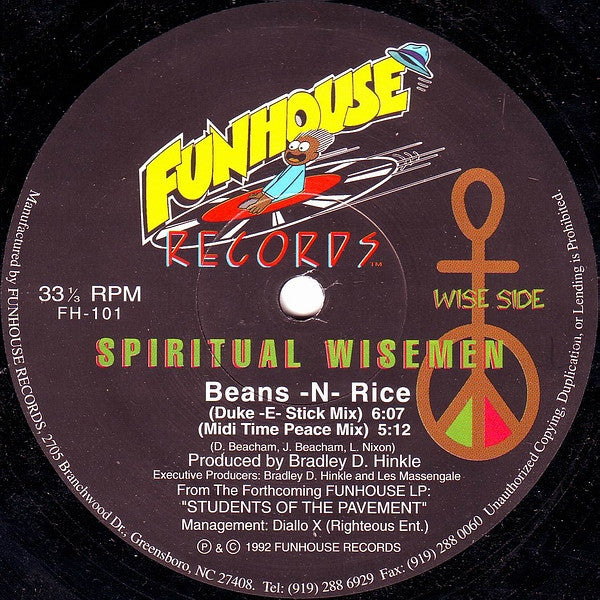 FUNHOUSE
RECORDS™
WISE SIDE
33 ⅓ RPM
FH-101
SPIRITUAL WISEMEN
Beans -N- Rice
(Duke -E- Stick Mix) 6:07
(Midi Time Peace Mix) 5:12
(D. Beacham, J. Beacham, L. Nixon)
Produced by Bradley D. Hinkle
Executive Producers: Bradley D. Hinkle and Les Massengale
From The Forthcoming FUNHOUSE LP:
"STUDENTS OF THE PAVEMENT"
Management: Diallo X (Righteous Ent.)
℗ & © 1992 FUNHOUSE RECORDS
Manufactured by FUNHOUSE RECORDS, 2705 Branchwood Dr., Greensboro, NC 27408. Tel: (919) 288 6929 / Fax: (919) 288 0060 Unauthorized Copying, Duplication, or Lending is Prohibited.